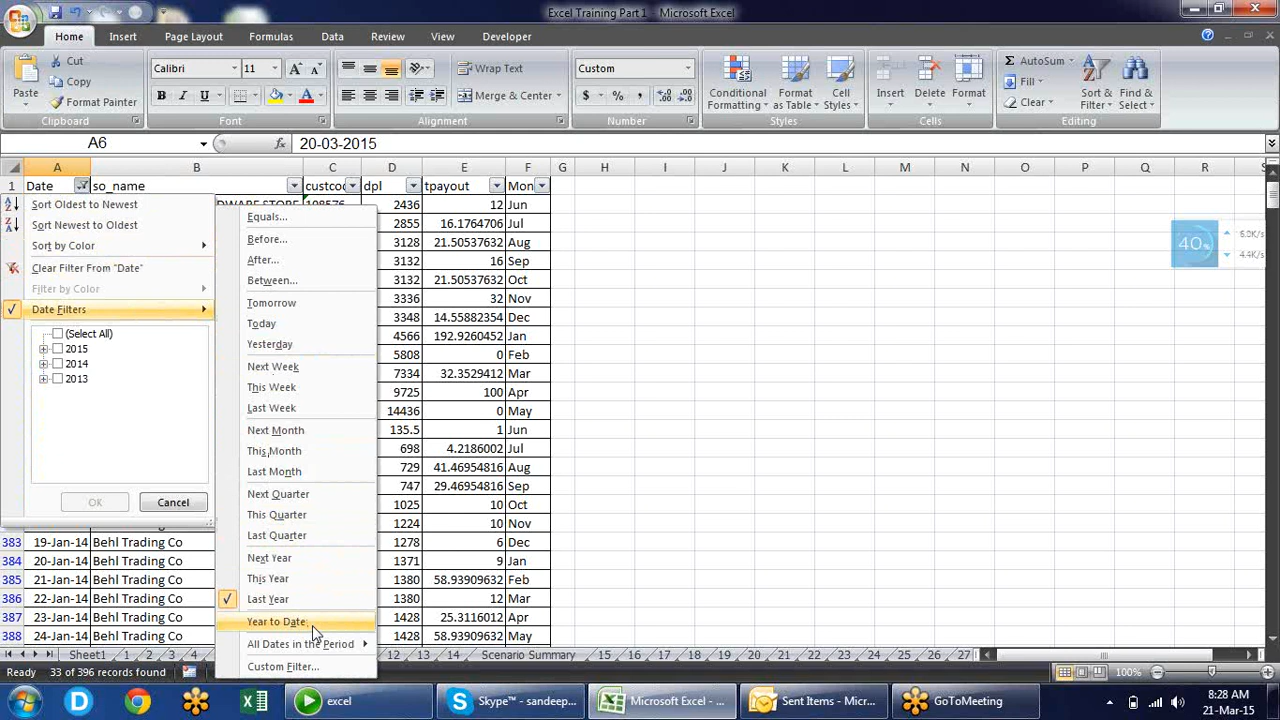 Excel Training Part 1 - Microsoft Excel
Home Insert Page Layout Formulas Data Review View Developer
Paste Cut Copy Format Painter Clipboard
Calibri 11 A A B I U A Font
Wrap Text Merge & Center Alignment
Custom $ % , Number
Conditional Formatting Format as Table Cell Styles Styles
Insert Delete Format Cells
Σ AutoSum Fill Clear Sort & Filter Find & Select Editing
A6 fx 20-03-2015
A B C D E F G H I J K L M N O P Q R S
1 Date so_name custcod dpl tpayout Mon
Sort Oldest to Newest
Sort Newest to Oldest
Sort by Color
Clear Filter From "Date"
Filter by Color
Date Filters
(Select All)
2015
2014
2013
OK Cancel
Equals...
Before...
After...
Between...
Tomorrow
Today
Yesterday
Next Week
This Week
Last Week
Next Month
This Month
Last Month
Next Quarter
This Quarter
Last Quarter
Next Year
This Year
Last Year
Year to Date
All Dates in the Period
Custom Filter...
2436 12 Jun
2855 16.1764706 Jul
3128 21.50537632 Aug
3132 16 Sep
3132 21.50537632 Oct
3336 32 Nov
3348 14.55882354 Dec
4566 192.9260452 Jan
5808 0 Feb
7334 32.3529412 Mar
9725 100 Apr
14436 0 May
135.5 1 Jun
698 4.2186002 Jul
729 41.46954816 Aug
747 29.46954816 Sep
1025 10 Oct
1224 10 Nov
383 19-Jan-14 Behl Trading Co 1278 6 Dec
384 20-Jan-14 Behl Trading Co 1371 9 Jan
385 21-Jan-14 Behl Trading Co 1380 58.93909632 Feb
386 22-Jan-14 Behl Trading Co 1380 12 Mar
387 23-Jan-14 Behl Trading Co 1428 25.3116012 Apr
388 24-Jan-14 Behl Trading Co 1428 58.93909632 May
40%
4.4K/s
Sheet1 1 2 3 4 12 13 14 Scenario Summary 15 16 18 19 20 24 25 26 27
Ready 33 of 396 records found 100%
excel Skype™ - sandeep... Microsoft Excel - ... Sent Items - Micro... GoToMeeting
8:28 AM
21-Mar-15